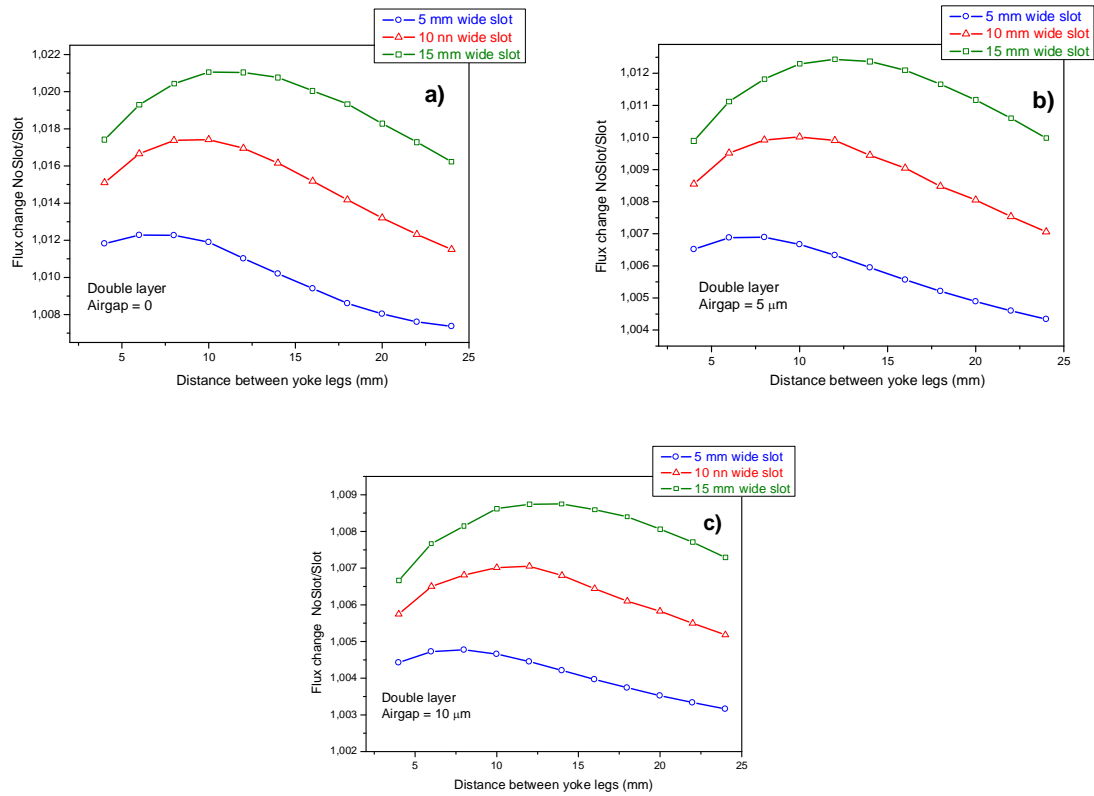 5 mm wide slot
10 nn wide slot
15 mm wide slot
a)
1,022
1,020
1,018
1,016
1,014
1,012
1,010
1,008
Flux change NoSlot/Slot
Double layer
Airgap = 0
5 10 15 20 25
Distance between yoke legs (mm)
5 mm wide slot
10 mm wide slot
15 mm wide slot
b)
1,012
1,010
1,009
1,007
1,005
1,004
Flux change NoSlot/Slot
Double layer
Airgap = 5 μm
5 10 15 20 25
Distance between yoke legs (mm)
5 mm wide slot
10 nn wide slot
15 mm wide slot
c)
1,009
1,008
1,007
1,006
1,005
1,004
1,003
1,002
Flux change NoSlot/Slot
Double layer
Airgap = 10 μm
5 10 15 20 25
Distance between yoke legs (mm)